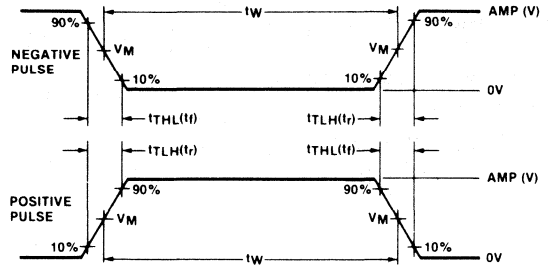 90%
tW
90%
AMP (V)
NEGATIVE
PULSE
VM
VM
10%
10%
0V
tTHL(tf)
tTLH(tr)
tTLH(tr)
tTHL(tf)
POSITIVE
PULSE
90%
90%
AMP (V)
VM
VM
10%
10%
0V
tW